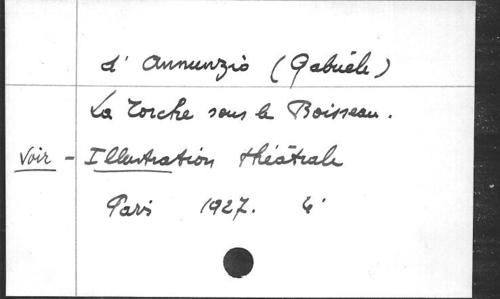 d' Annunzio (Gabriele)
La Torche sous le Boisseau.
Voir - Illustration théâtrale
Paris 1927. 4°